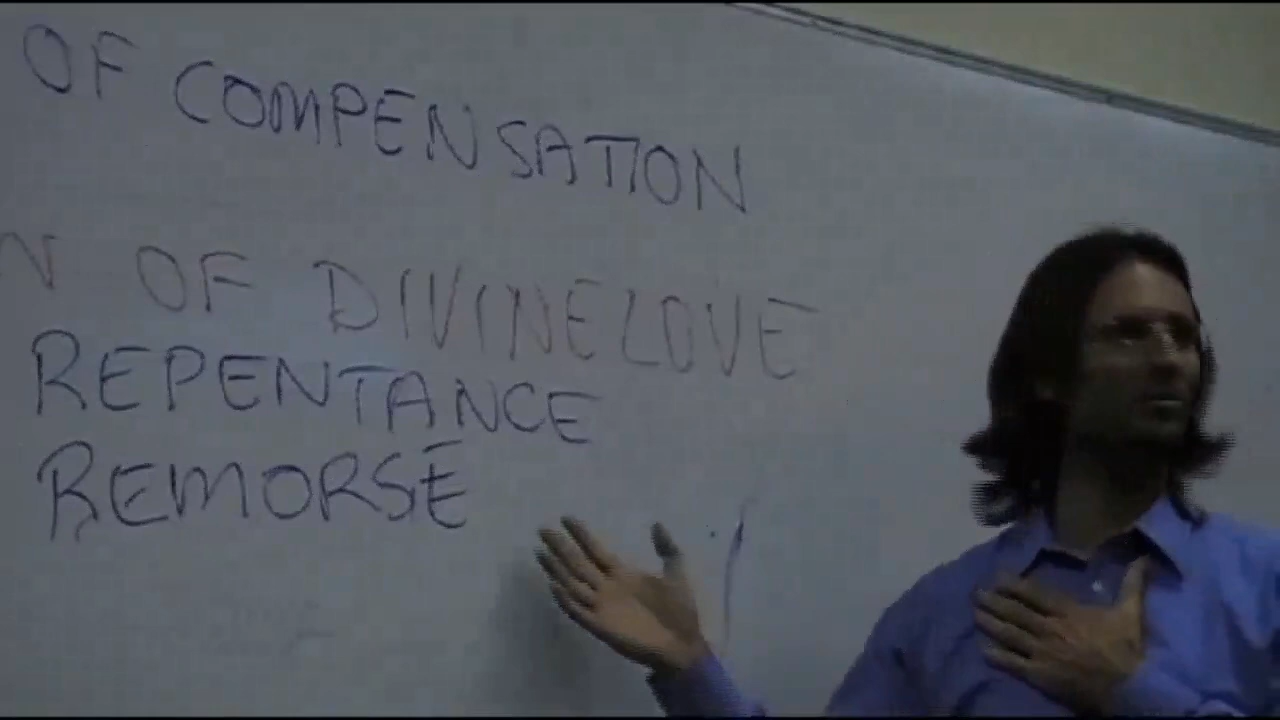 OF COMPENSATION
N OF DIVINE LOVE
REPENTANCE
REMORSE